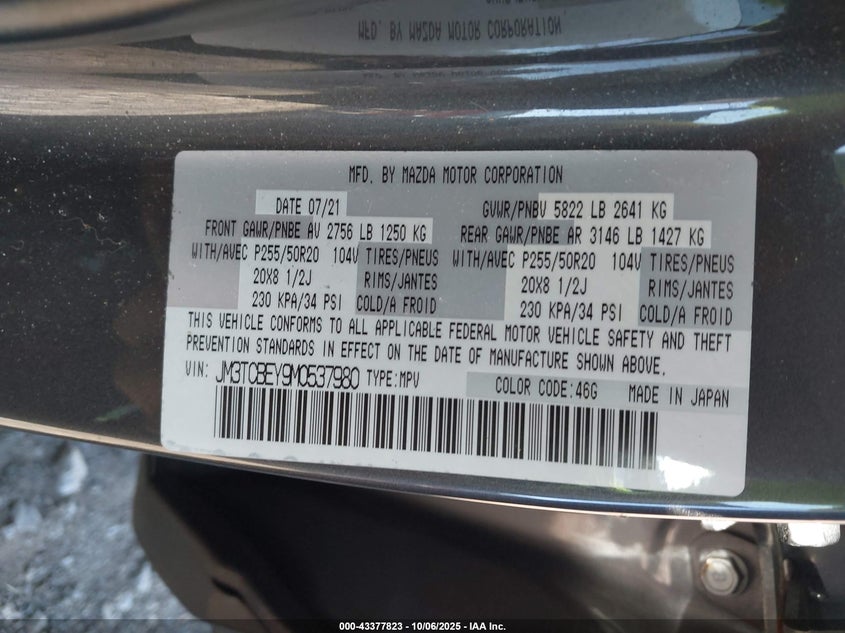 MFD. BY MAZDA MOTOR CORPORATION
MFD. BY MAZDA MOTOR CORPORATION
DATE 07/21 GVWR/PNBV 5822 LB 2641 KG
FRONT GAWR/PNBE AV 2756 LB 1250 KG REAR GAWR/PNBE AR 3146 LB 1427 KG
WITH/AVEC P255/50R20 104V TIRES/PNEUS WITH/AVEC P255/50R20 104V TIRES/PNEUS
20X8 1/2J RIMS/JANTES 20X8 1/2J RIMS/JANTES
230 KPA/34 PSI COLD/A FROID 230 KPA/34 PSI COLD/A FROID
THIS VEHICLE CONFORMS TO ALL APPLICABLE FEDERAL MOTOR VEHICLE SAFETY AND THEFT
PREVENTION STANDARDS IN EFFECT ON THE DATE OF MANUFACTURE SHOWN ABOVE.
VIN: JM3TCBEY9M0537980 TYPE:MPV COLOR CODE:46G MADE IN JAPAN
000-43377823 - 10/06/2025 - IAA Inc.